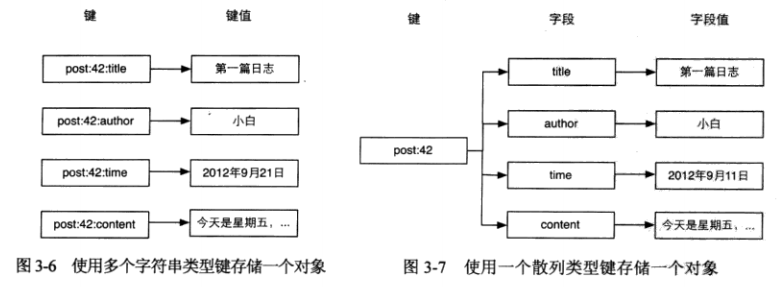 键 键值
post:42:title 第一篇日志
post:42:author 小白
post:42:time 2012年9月21日
post:42:content 今天是星期五，...
图 3-6 使用多个字符串类型键存储一个对象
键 字段 字段值
title 第一篇日志
author 小白
post:42
time 2012年9月11日
content 今天是星期五，...
图 3-7 使用一个散列类型键存储一个对象